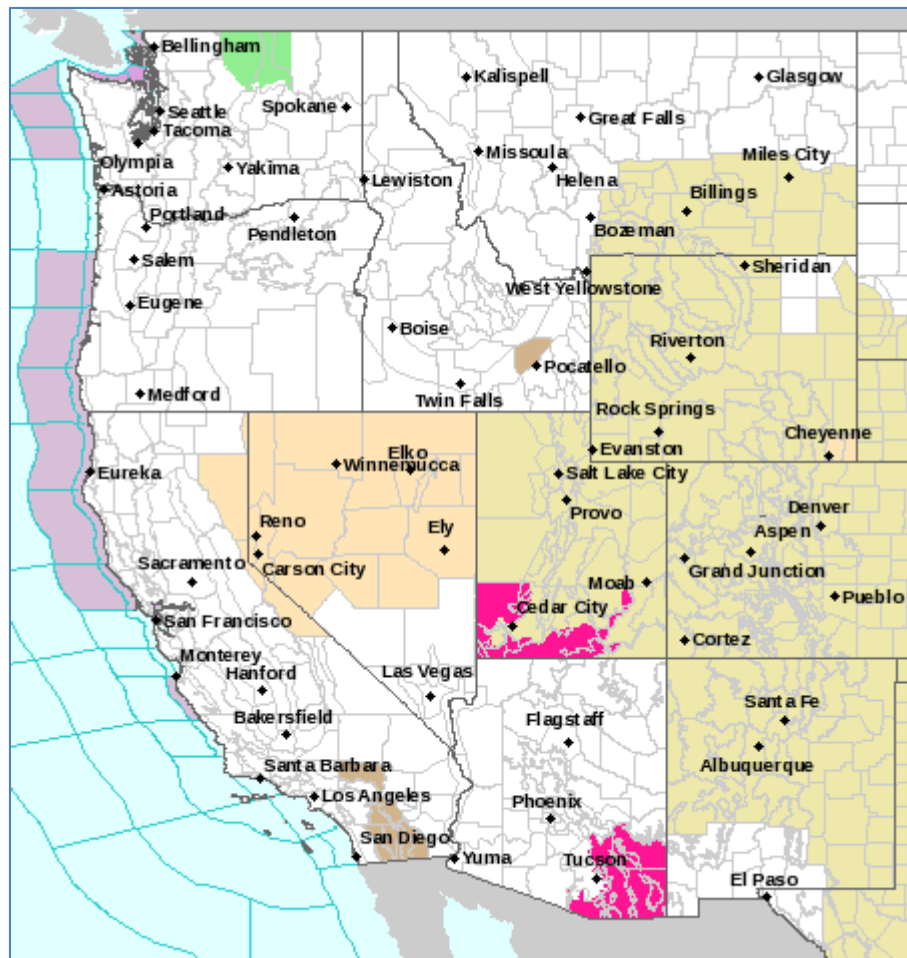 Bellingham
Kalispell
Glasgow
Seattle
Spokane
Great Falls
Tacoma
Olympia
Missoula
Miles City
Yakima
Helena
Lewiston
Astoria
Billings
Portland
Pendleton
Bozeman
Salem
Sheridan
West Yellowstone
Eugene
Boise
Riverton
Pocatello
Medford
Twin Falls
Rock Springs
Cheyenne
Elko
Evanston
Winnemucca
Eureka
Salt Lake City
Provo
Denver
Reno
Ely
Aspen
Carson City
Grand Junction
Sacramento
Moab
Pueblo
Cedar City
San Francisco
Cortez
Monterey
Hanford
Las Vegas
Santa Fe
Bakersfield
Flagstaff
Albuquerque
Santa Barbara
Los Angeles
Phoenix
San Diego
Yuma
Tucson
El Paso